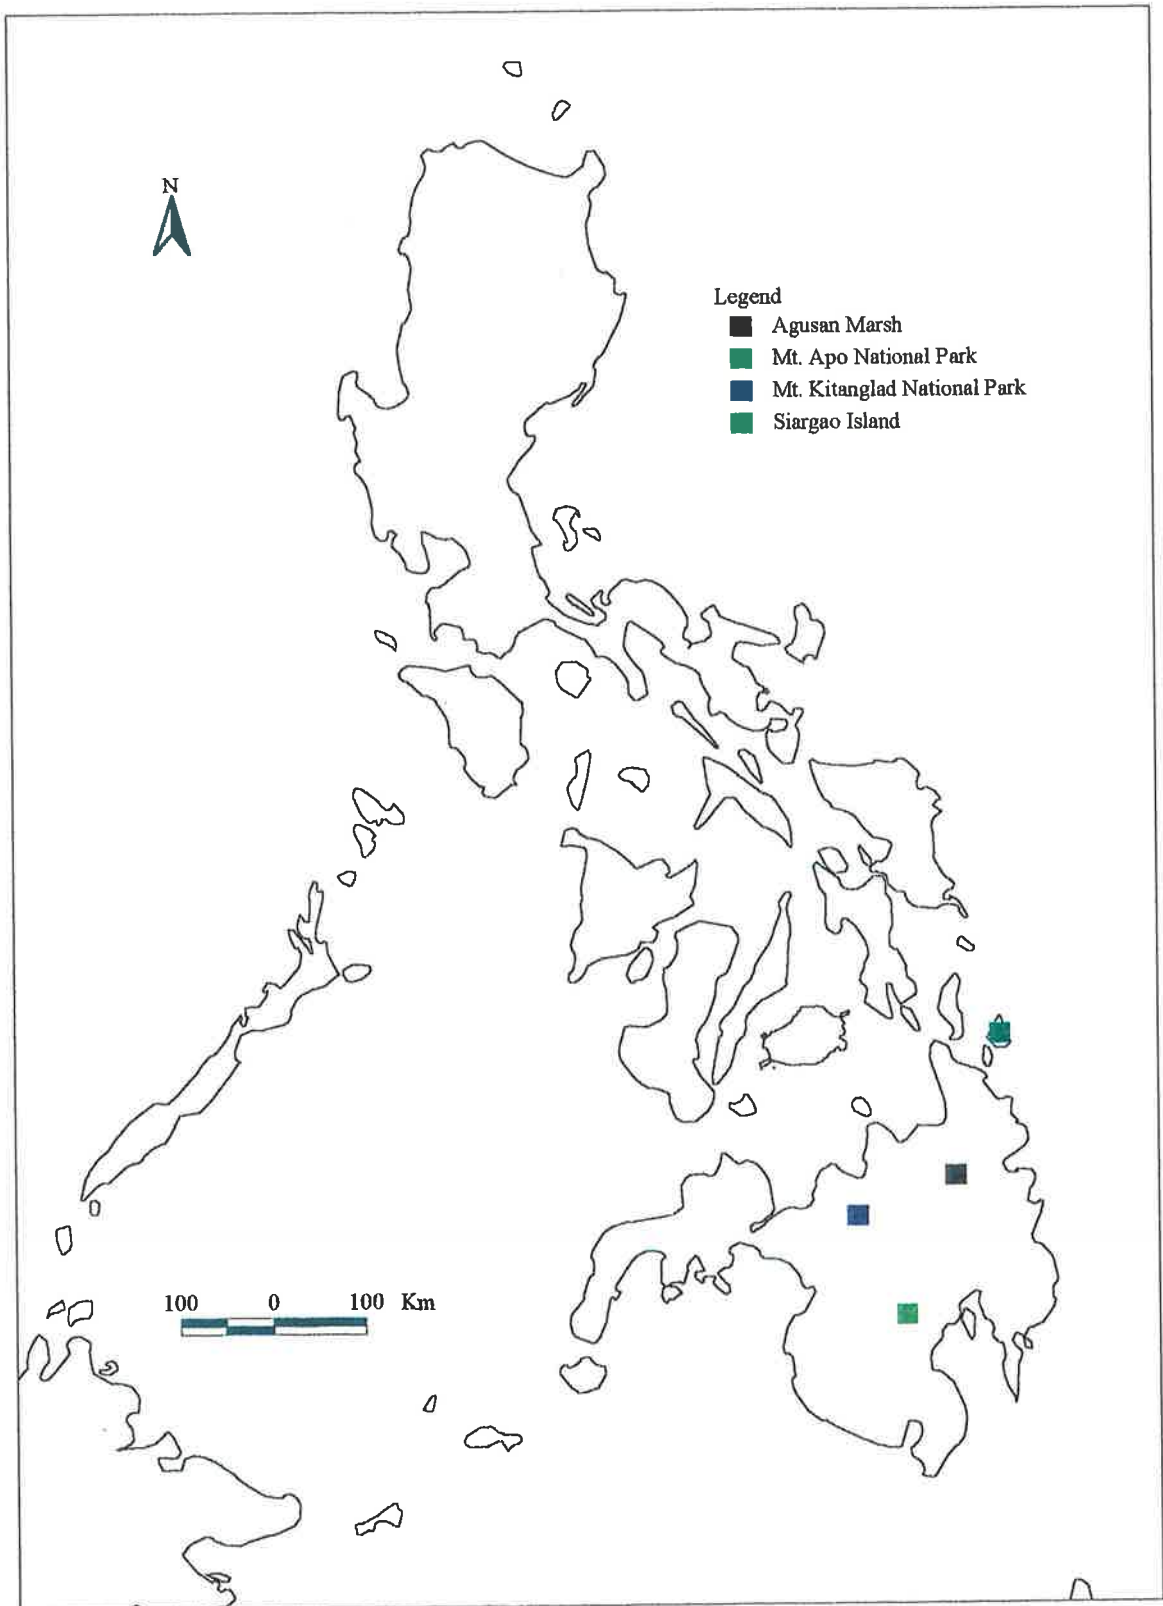 N
Legend
Agusan Marsh
Mt. Apo National Park
Mt. Kitanglad National Park
Siargao Island
100 0 100 Km